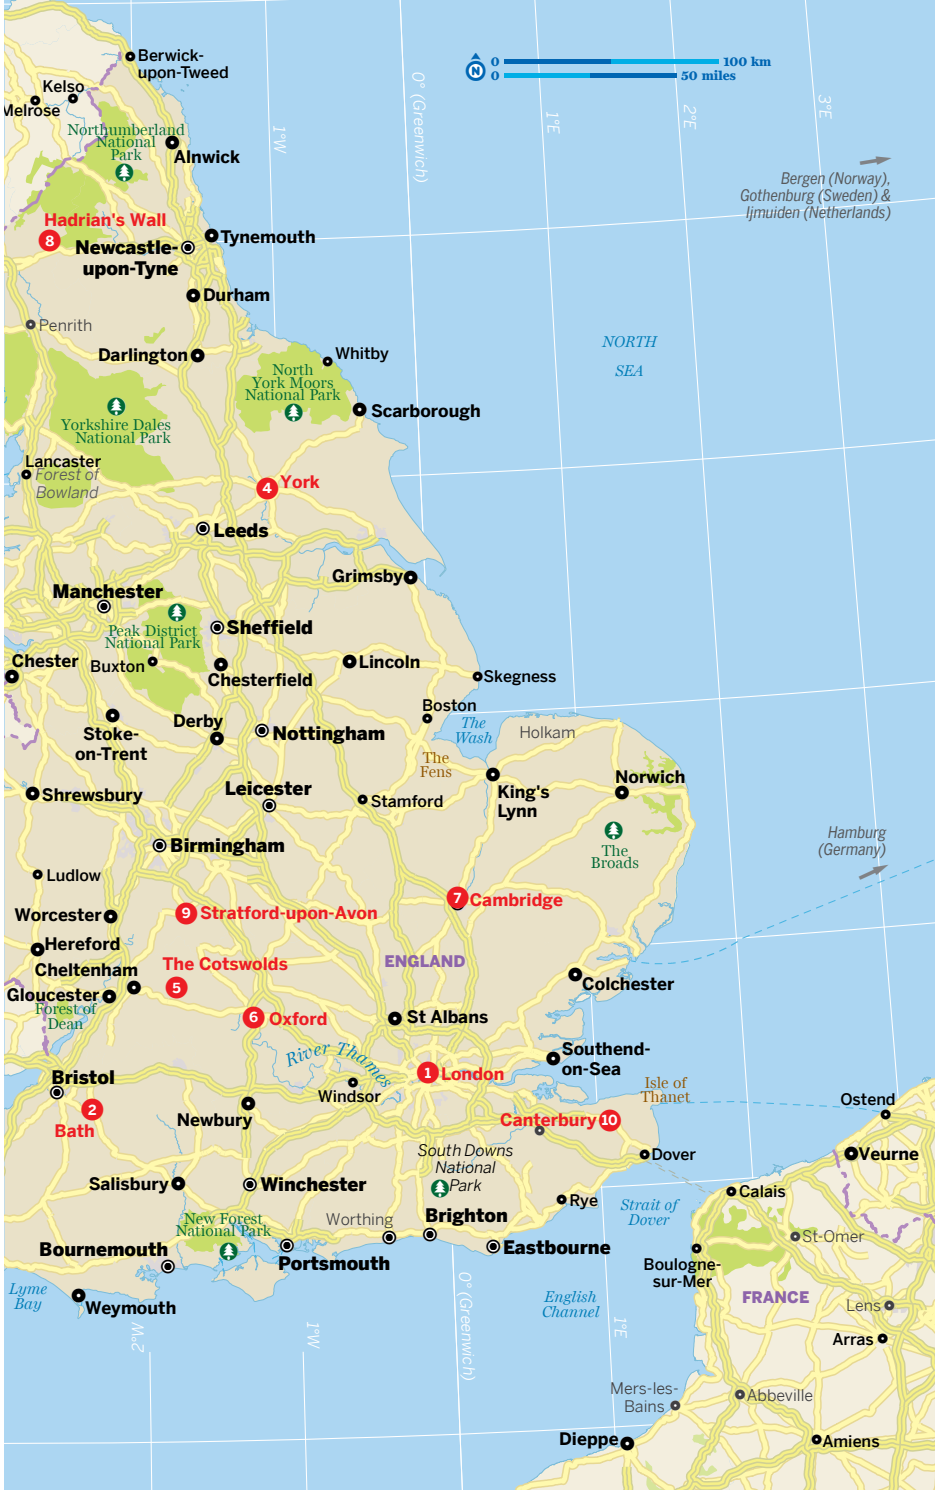 Berwick-
upon-Tweed
Kelso
Melrose
Northumberland
National
Park
Alnwick
N
0 100 km
0 50 miles
0° (Greenwich)
1°W
1°E
2°E
3°E
Bergen (Norway),
Gothenburg (Sweden) &
Ijmuiden (Netherlands)
Hadrian's Wall
8
Newcastle-
upon-Tyne
Tynemouth
Durham
Penrith
Darlington
Whitby
North
York Moors
National Park
NORTH
SEA
Scarborough
Yorkshire Dales
National Park
Lancaster
Forest of
Bowland
4 York
Leeds
Grimsby
Manchester
Peak District
National Park
Sheffield
Chester
Buxton
Chesterfield
Lincoln
Skegness
Boston
The
Wash
Holkam
Stoke-
on-Trent
Derby
Nottingham
The
Fens
King's
Lynn
Norwich
Leicester
Shrewsbury
Stamford
The
Broads
Hamburg
(Germany)
Birmingham
Ludlow
7 Cambridge
Worcester
9 Stratford-upon-Avon
Hereford
Cheltenham
The Cotswolds
5
ENGLAND
Colchester
Gloucester
Forest of
Dean
6 Oxford
St Albans
River Thames
Southend-
on-Sea
Bristol
1 London
Windsor
2
Bath
Newbury
Canterbury 10
Isle of
Thanet
Ostend
South Downs
National
Park
Dover
Veurne
Salisbury
Winchester
Rye
Calais
Strait of
Dover
New Forest
National Park
Worthing
Brighton
St-Omer
Bournemouth
Portsmouth
Eastbourne
Boulogne-
sur-Mer
Lyme
Bay
Weymouth
English
Channel
FRANCE
Lens
Arras
2°W
1°W
0° (Greenwich)
1°E
Mers-les-
Bains
Abbeville
Dieppe
Amiens